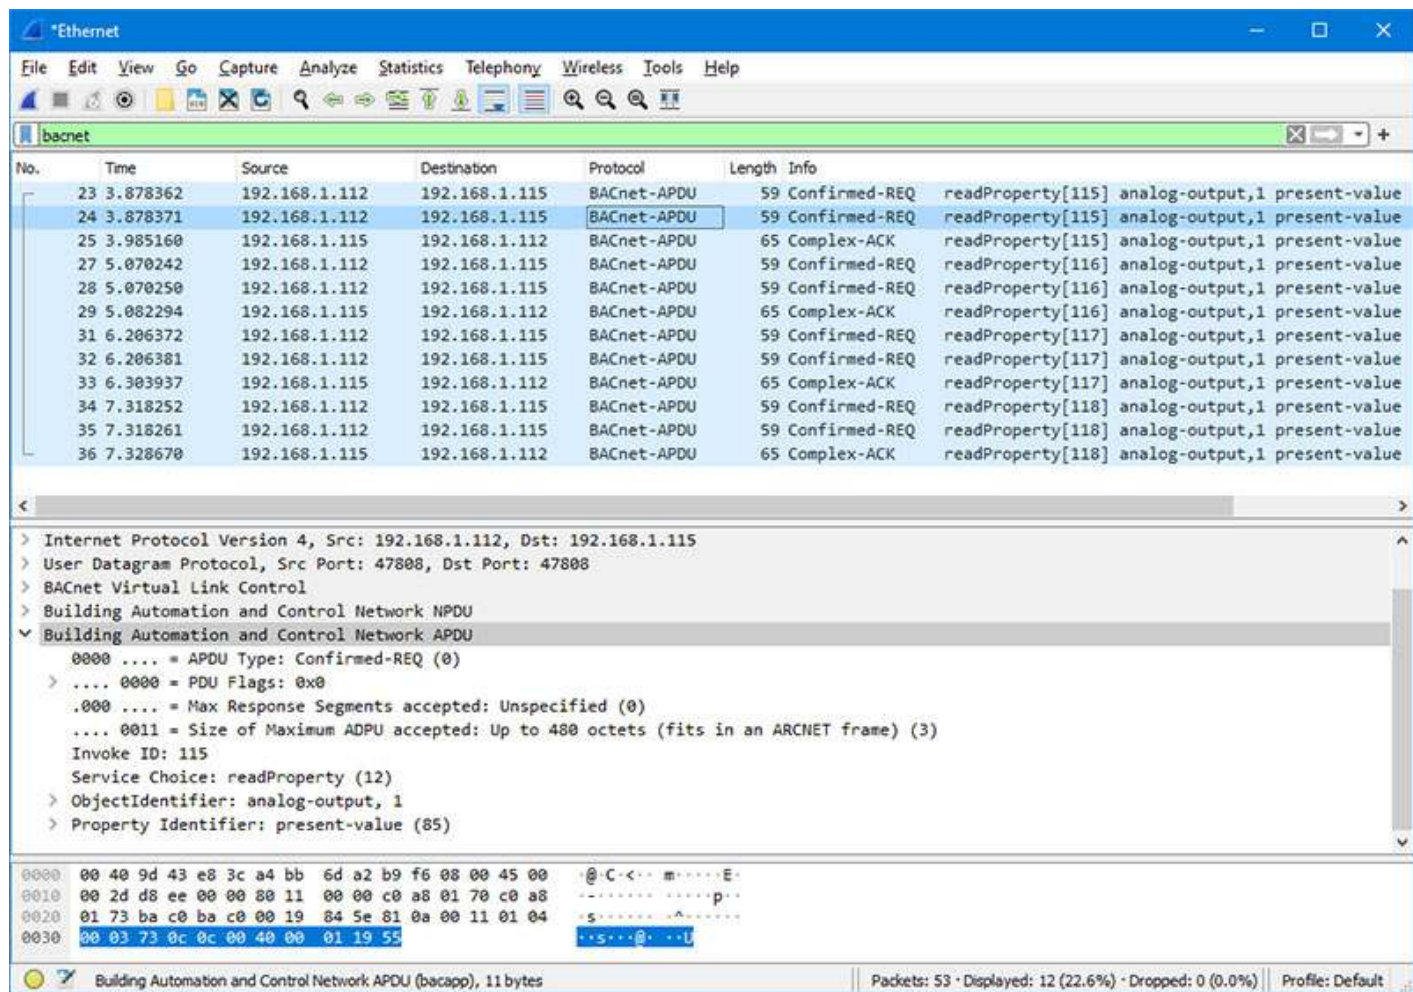 *Ethernet
File Edit View Go Capture Analyze Statistics Telephony Wireless Tools Help
bacnet
No. Time Source Destination Protocol Length Info
23 3.878362 192.168.1.112 192.168.1.115 BACnet-APDU 59 Confirmed-REQ readProperty[115] analog-output,1 present-value
24 3.878371 192.168.1.112 192.168.1.115 BACnet-APDU 59 Confirmed-REQ readProperty[115] analog-output,1 present-value
25 3.985160 192.168.1.115 192.168.1.112 BACnet-APDU 65 Complex-ACK readProperty[115] analog-output,1 present-value
27 5.070242 192.168.1.112 192.168.1.115 BACnet-APDU 59 Confirmed-REQ readProperty[116] analog-output,1 present-value
28 5.070250 192.168.1.112 192.168.1.115 BACnet-APDU 59 Confirmed-REQ readProperty[116] analog-output,1 present-value
29 5.082294 192.168.1.115 192.168.1.112 BACnet-APDU 65 Complex-ACK readProperty[116] analog-output,1 present-value
31 6.206372 192.168.1.112 192.168.1.115 BACnet-APDU 59 Confirmed-REQ readProperty[117] analog-output,1 present-value
32 6.206381 192.168.1.112 192.168.1.115 BACnet-APDU 59 Confirmed-REQ readProperty[117] analog-output,1 present-value
33 6.303937 192.168.1.115 192.168.1.112 BACnet-APDU 65 Complex-ACK readProperty[117] analog-output,1 present-value
34 7.318252 192.168.1.112 192.168.1.115 BACnet-APDU 59 Confirmed-REQ readProperty[118] analog-output,1 present-value
35 7.318261 192.168.1.112 192.168.1.115 BACnet-APDU 59 Confirmed-REQ readProperty[118] analog-output,1 present-value
36 7.328670 192.168.1.115 192.168.1.112 BACnet-APDU 65 Complex-ACK readProperty[118] analog-output,1 present-value
Internet Protocol Version 4, Src: 192.168.1.112, Dst: 192.168.1.115
User Datagram Protocol, Src Port: 47808, Dst Port: 47808
BACnet Virtual Link Control
Building Automation and Control Network NPDU
Building Automation and Control Network APDU
0000 .... = APDU Type: Confirmed-REQ (0)
.... 0000 = PDU Flags: 0x0
.000 .... = Max Response Segments accepted: Unspecified (0)
.... 0011 = Size of Maximum ADPU accepted: Up to 480 octets (fits in an ARCNET frame) (3)
Invoke ID: 115
Service Choice: readProperty (12)
ObjectIdentifier: analog-output, 1
Property Identifier: present-value (85)
0000 00 40 9d 43 e8 3c a4 bb 6d a2 b9 f6 08 00 45 00 ·@·C·<·· m·····E·
0010 00 2d d8 ee 00 00 80 11 00 00 c0 a8 01 70 c0 a8 ·-······ ·····p··
0020 01 73 ba c0 ba c0 00 19 84 5e 81 0a 00 11 01 04 ·s······ ·^······
0030 00 03 73 0c 0c 00 40 00 01 19 55 ··s···@· ··U
Building Automation and Control Network APDU (bacapp), 11 bytes Packets: 53 · Displayed: 12 (22.6%) · Dropped: 0 (0.0%) Profile: Default